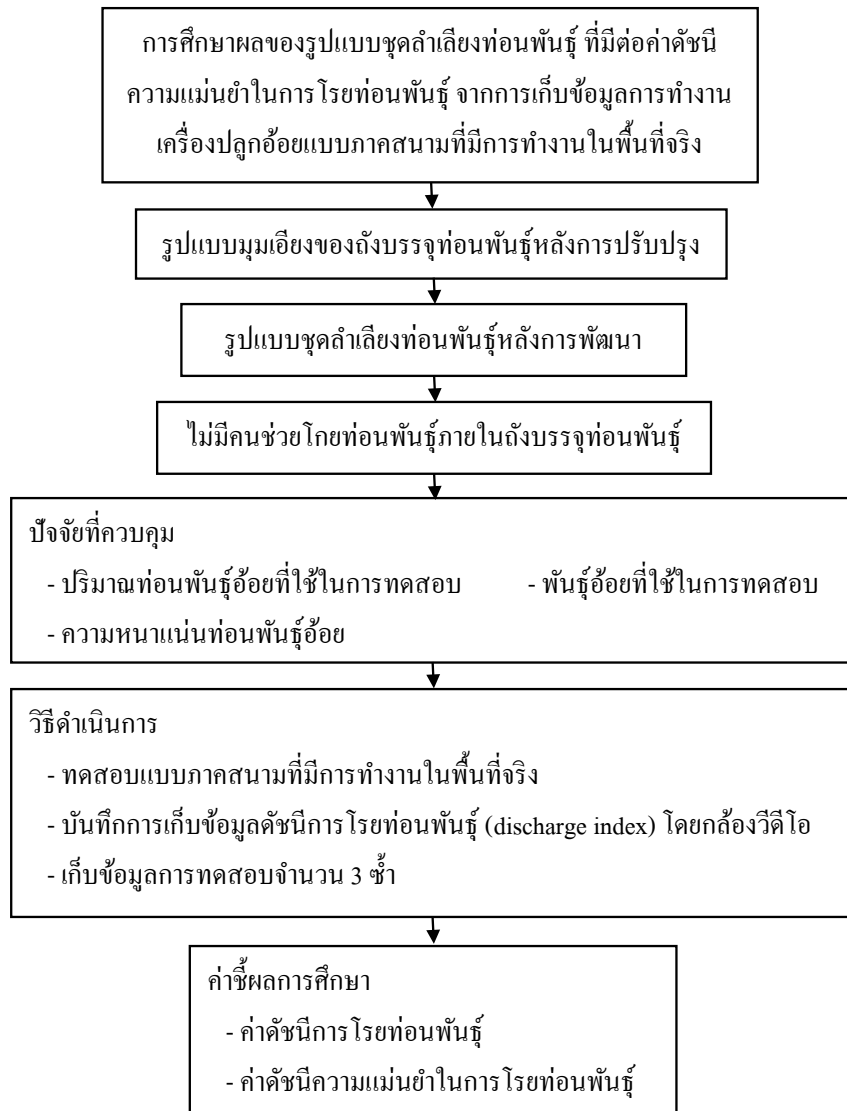 การศึกษาผลของรูปแบบชุดลำเลียงท่อนพันธุ์ ที่มีต่อค่าดัชนี
ความแม่นยำในการโรยท่อนพันธุ์ จากการเก็บข้อมูลการทำงาน
เครื่องปลูกอ้อยแบบภาคสนามที่มีการทำงานในพื้นที่จริง
รูปแบบมุมเอียงของถังบรรจุท่อนพันธุ์หลังการปรับปรุง
รูปแบบชุดลำเลียงท่อนพันธุ์หลังการพัฒนา
ไม่มีคนช่วยโกยท่อนพันธุ์ภายในถังบรรจุท่อนพันธุ์
ปัจจัยที่ควบคุม
- ปริมาณท่อนพันธุ์อ้อยที่ใช้ในการทดสอบ - พันธุ์อ้อยที่ใช้ในการทดสอบ
- ความหนาแน่นท่อนพันธุ์อ้อย
วิธีดำเนินการ
- ทดสอบแบบภาคสนามที่มีการทำงานในพื้นที่จริง
- บันทึกการเก็บข้อมูลดัชนีการโรยท่อนพันธุ์ (discharge index) โดยกล้องวีดีโอ
- เก็บข้อมูลการทดสอบจำนวน 3 ซ้ำ
ค่าชี้ผลการศึกษา
- ค่าดัชนีการโรยท่อนพันธุ์
- ค่าดัชนีความแม่นยำในการโรยท่อนพันธุ์